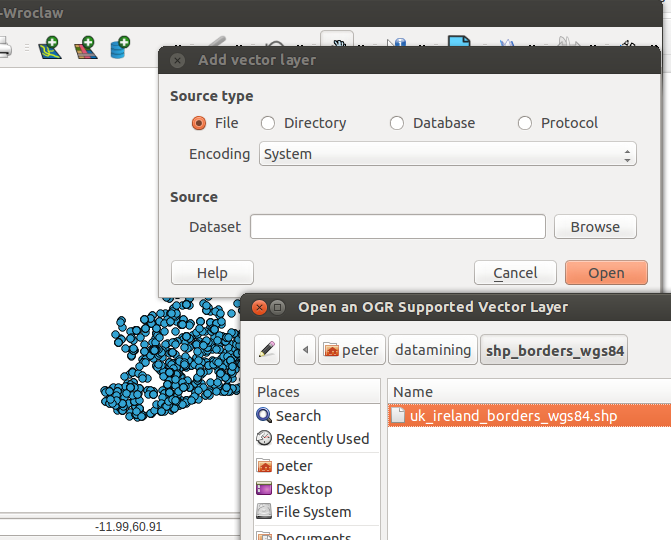 -Wroclaw
Add vector layer
Source type
File
Directory
Database
Protocol
Encoding
System
Source
Dataset
Browse
Help
Cancel
Open
Open an OGR Supported Vector Layer
peter
datamining
shp_borders_wgs84
Places
Name
Search
uk_ireland_borders_wgs84.shp
Recently Used
peter
Desktop
File System
Documents
-11.99,60.91